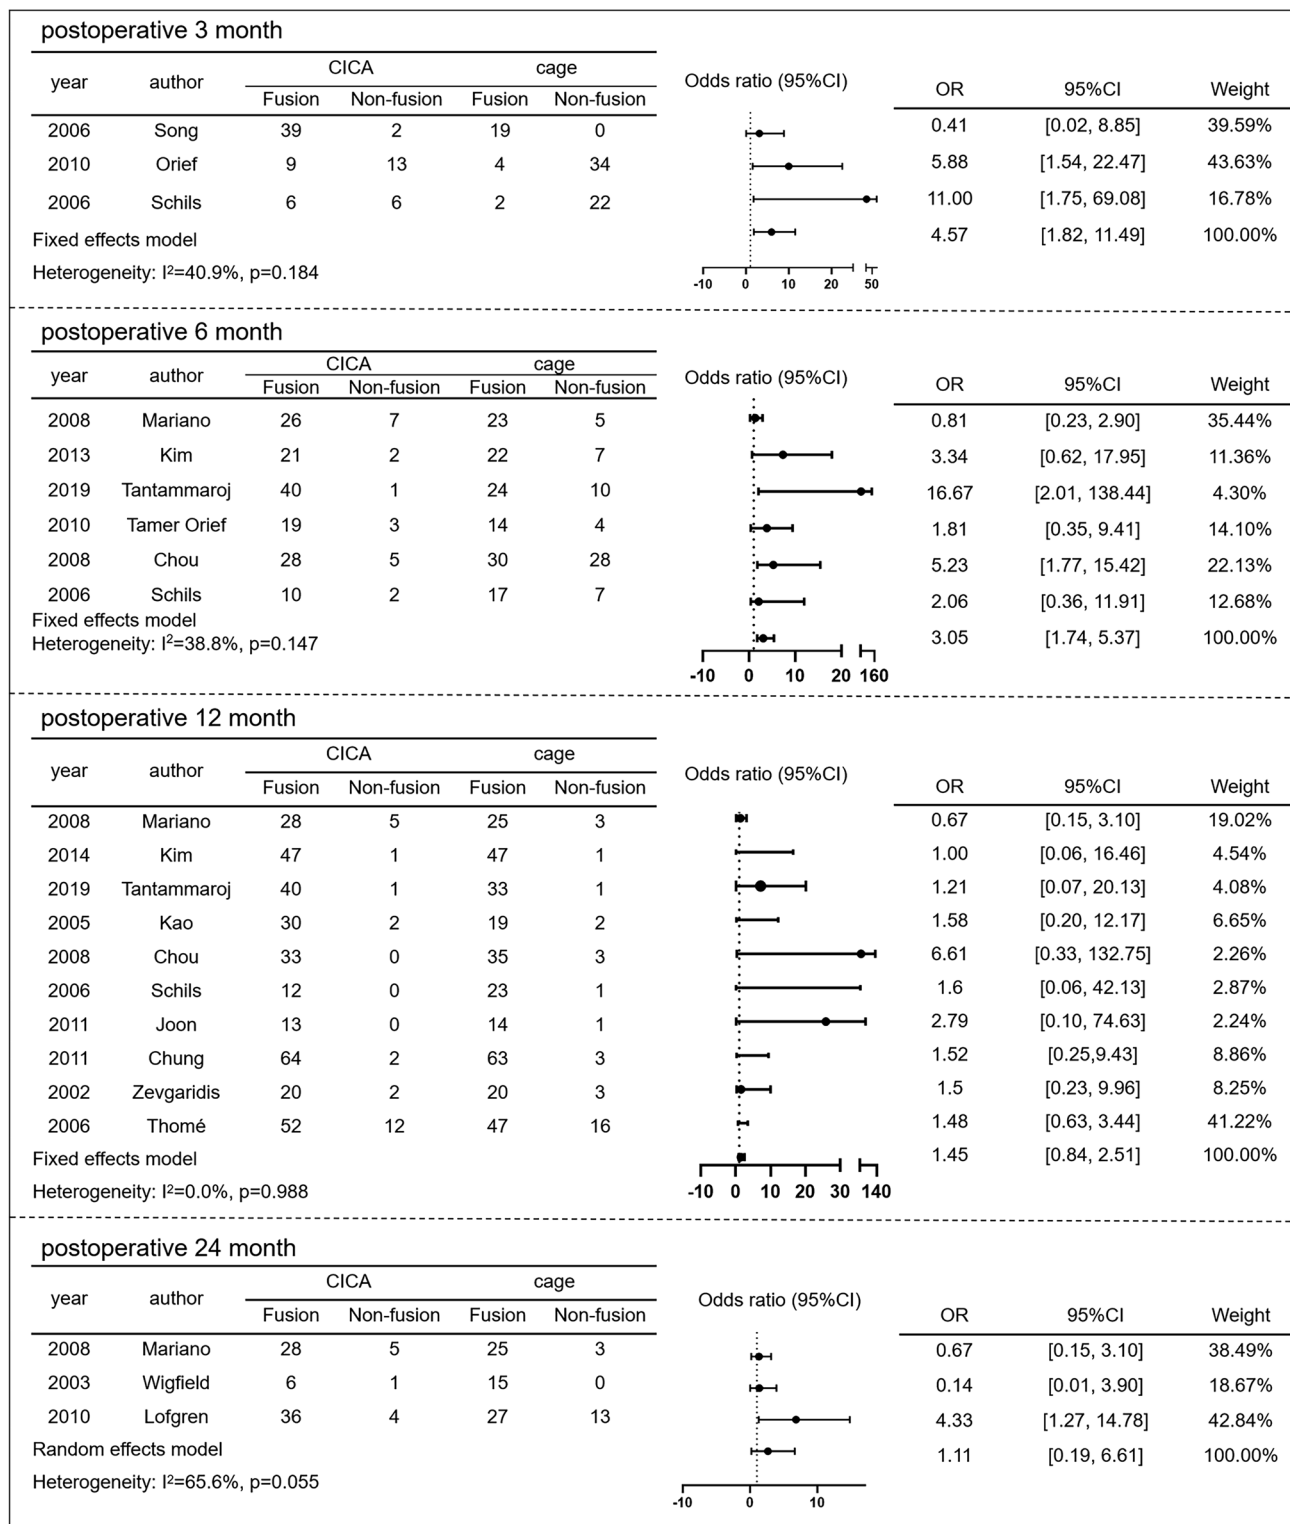 postoperative 3 month
year author CICA cage Odds ratio (95%CI) OR 95%CI Weight
Fusion Non-fusion Fusion Non-fusion
2006 Song 39 2 19 0 0.41 [0.02, 8.85] 39.59%
2010 Orief 9 13 4 34 5.88 [1.54, 22.47] 43.63%
2006 Schils 6 6 2 22 11.00 [1.75, 69.08] 16.78%
Fixed effects model 4.57 [1.82, 11.49] 100.00%
Heterogeneity: I²=40.9%, p=0.184
-10 0 10 20 50
postoperative 6 month
year author CICA cage Odds ratio (95%CI) OR 95%CI Weight
Fusion Non-fusion Fusion Non-fusion
2008 Mariano 26 7 23 5 0.81 [0.23, 2.90] 35.44%
2013 Kim 21 2 22 7 3.34 [0.62, 17.95] 11.36%
2019 Tantammaroj 40 1 24 10 16.67 [2.01, 138.44] 4.30%
2010 Tamer Orief 19 3 14 4 1.81 [0.35, 9.41] 14.10%
2008 Chou 28 5 30 28 5.23 [1.77, 15.42] 22.13%
2006 Schils 10 2 17 7 2.06 [0.36, 11.91] 12.68%
Fixed effects model 3.05 [1.74, 5.37] 100.00%
Heterogeneity: I²=38.8%, p=0.147
-10 0 10 20 160
postoperative 12 month
year author CICA cage Odds ratio (95%CI) OR 95%CI Weight
Fusion Non-fusion Fusion Non-fusion
2008 Mariano 28 5 25 3 0.67 [0.15, 3.10] 19.02%
2014 Kim 47 1 47 1 1.00 [0.06, 16.46] 4.54%
2019 Tantammaroj 40 1 33 1 1.21 [0.07, 20.13] 4.08%
2005 Kao 30 2 19 2 1.58 [0.20, 12.17] 6.65%
2008 Chou 33 0 35 3 6.61 [0.33, 132.75] 2.26%
2006 Schils 12 0 23 1 1.6 [0.06, 42.13] 2.87%
2011 Joon 13 0 14 1 2.79 [0.10, 74.63] 2.24%
2011 Chung 64 2 63 3 1.52 [0.25,9.43] 8.86%
2002 Zevgaridis 20 2 20 3 1.5 [0.23, 9.96] 8.25%
2006 Thomé 52 12 47 16 1.48 [0.63, 3.44] 41.22%
Fixed effects model 1.45 [0.84, 2.51] 100.00%
Heterogeneity: I²=0.0%, p=0.988
-10 0 10 20 30 140
postoperative 24 month
year author CICA cage Odds ratio (95%CI) OR 95%CI Weight
Fusion Non-fusion Fusion Non-fusion
2008 Mariano 28 5 25 3 0.67 [0.15, 3.10] 38.49%
2003 Wigfield 6 1 15 0 0.14 [0.01, 3.90] 18.67%
2010 Lofgren 36 4 27 13 4.33 [1.27, 14.78] 42.84%
Random effects model 1.11 [0.19, 6.61] 100.00%
Heterogeneity: I²=65.6%, p=0.055
-10 0 10